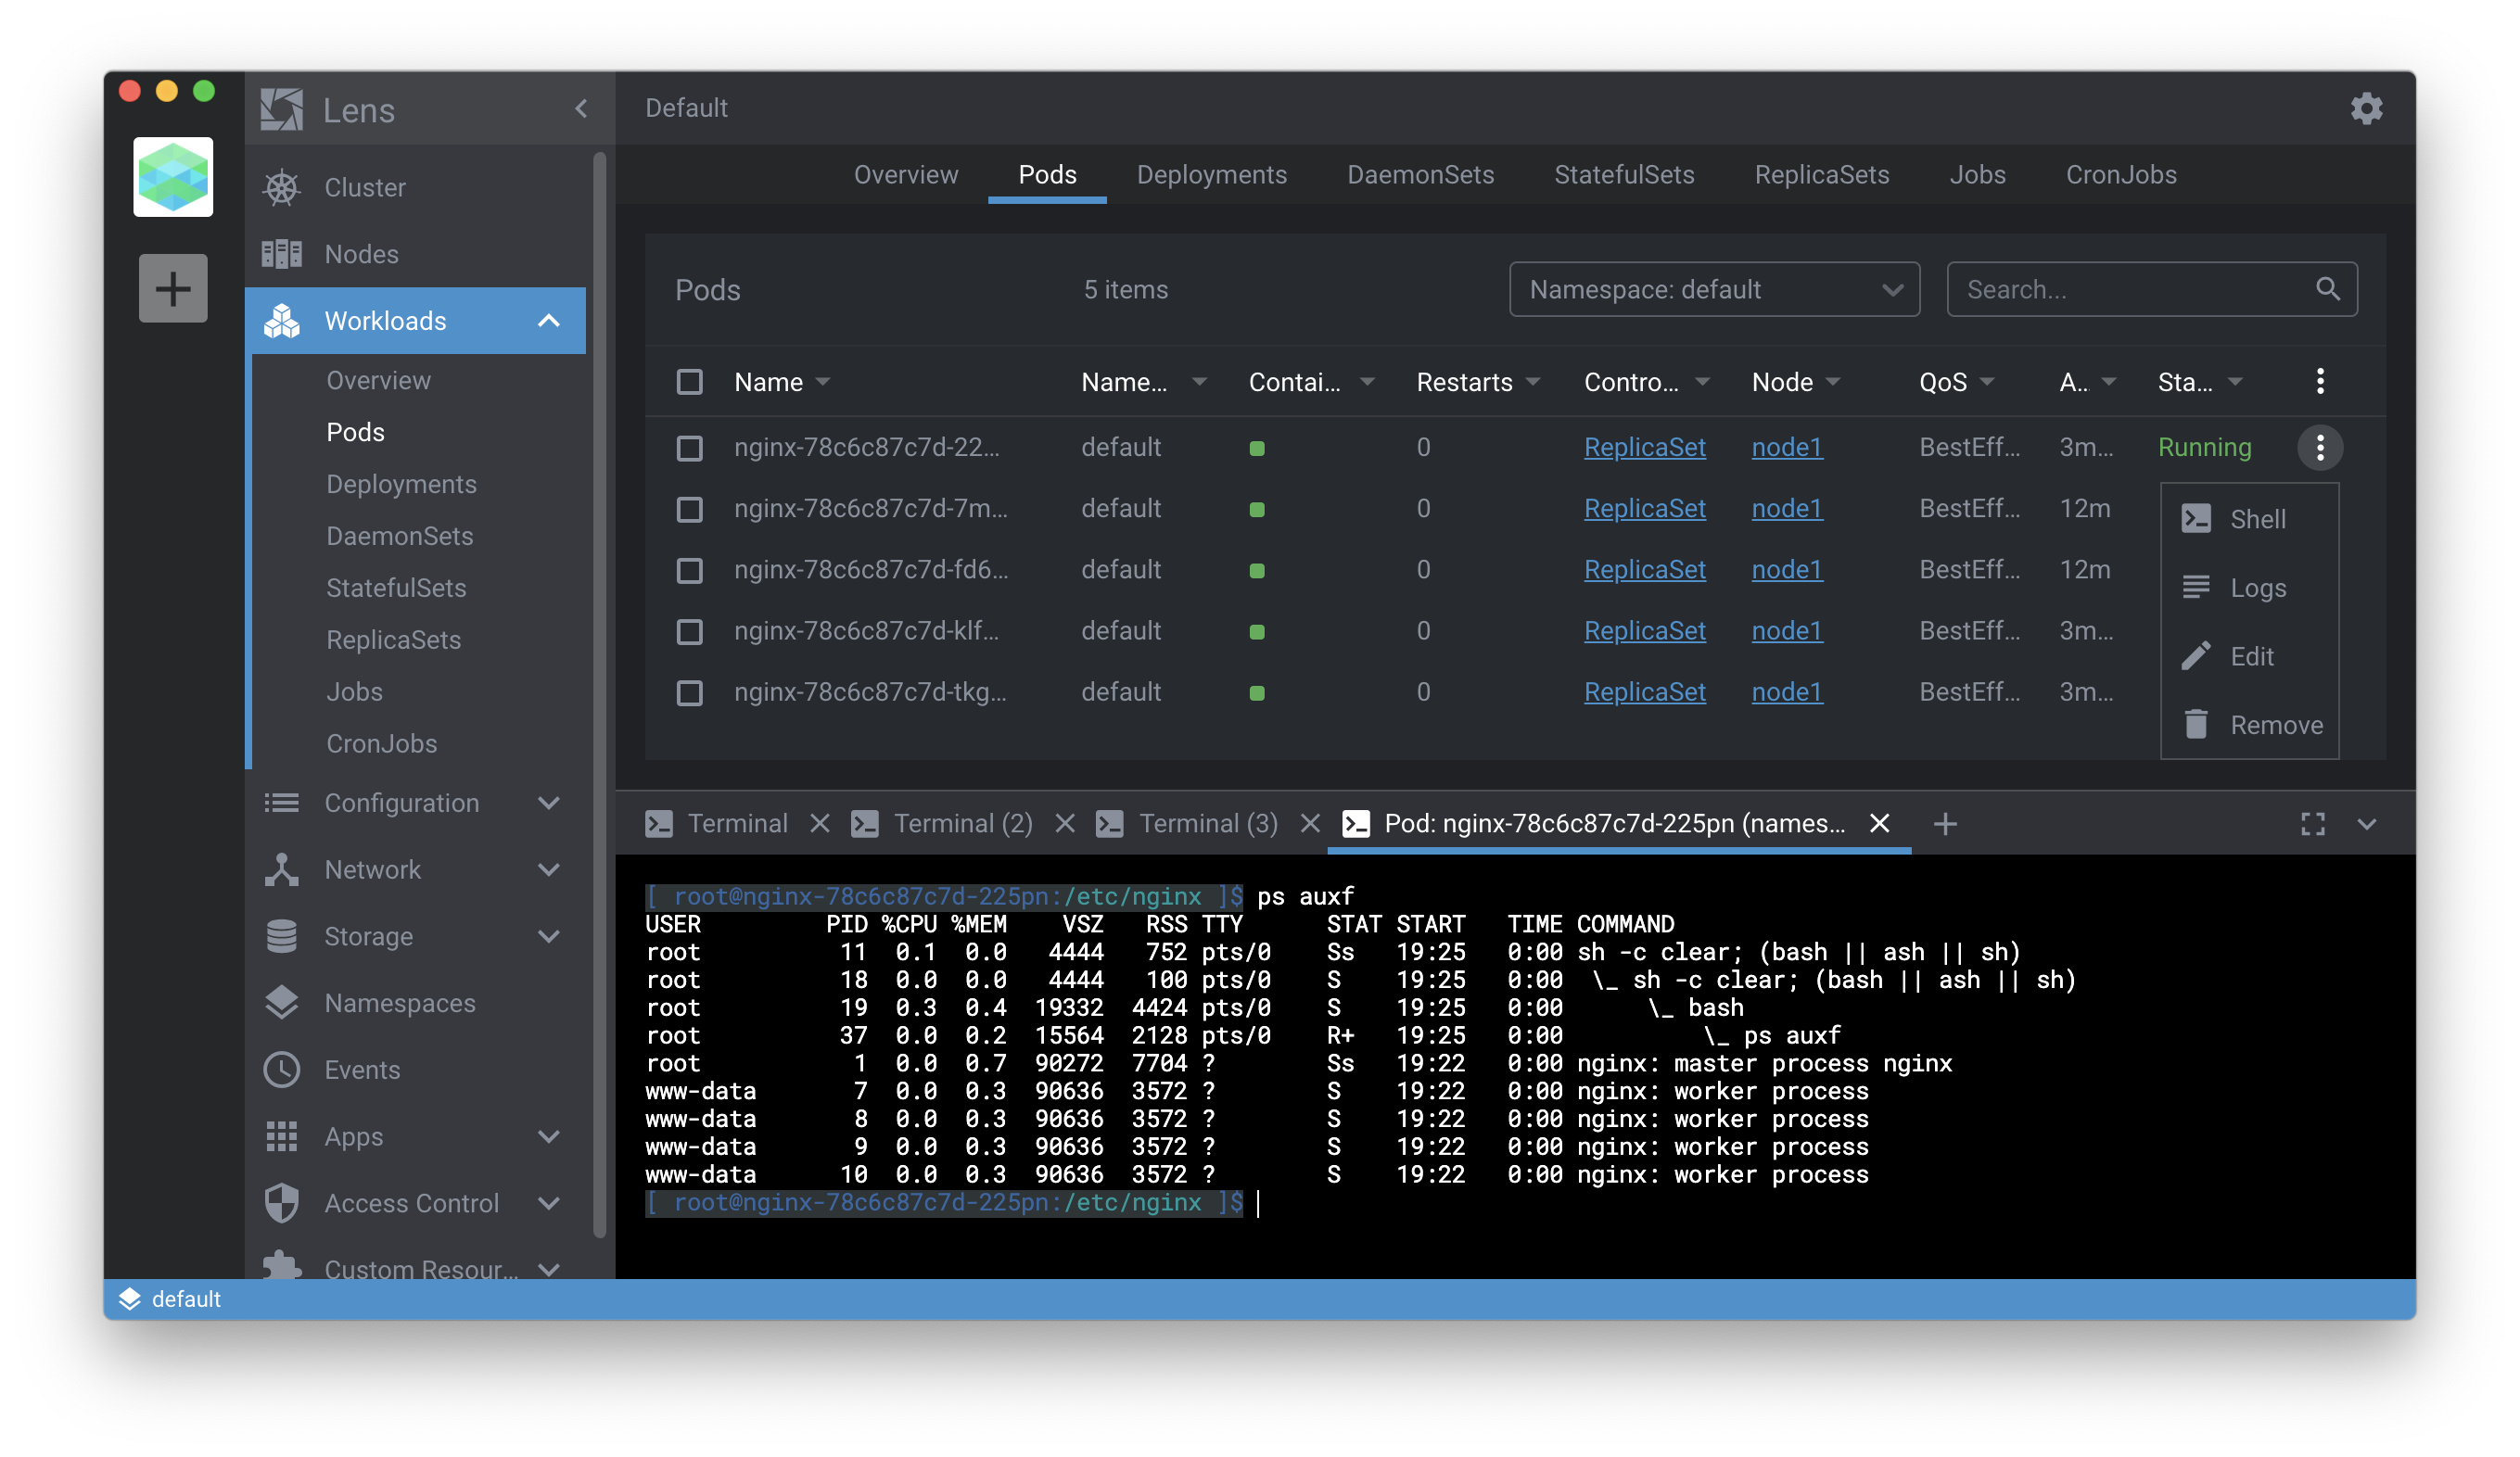 Lens
Default
Cluster
Nodes
Workloads
Overview
Pods
Deployments
DaemonSets
StatefulSets
ReplicaSets
Jobs
CronJobs
Configuration
Network
Storage
Namespaces
Events
Apps
Access Control
Custom Resour...
Overview Pods Deployments DaemonSets StatefulSets ReplicaSets Jobs CronJobs
Pods 5 items Namespace: default Search...
Name Name... Contai... Restarts Contro... Node QoS A... Sta...
nginx-78c6c87c7d-22... default 0 ReplicaSet node1 BestEff... 3m... Running
nginx-78c6c87c7d-7m... default 0 ReplicaSet node1 BestEff... 12m
nginx-78c6c87c7d-fd6... default 0 ReplicaSet node1 BestEff... 12m
nginx-78c6c87c7d-klf... default 0 ReplicaSet node1 BestEff... 3m...
nginx-78c6c87c7d-tkg... default 0 ReplicaSet node1 BestEff... 3m...
Shell
Logs
Edit
Remove
Terminal Terminal (2) Terminal (3) Pod: nginx-78c6c87c7d-225pn (names...
[ root@nginx-78c6c87c7d-225pn:/etc/nginx ]$ ps auxf
USER PID %CPU %MEM VSZ RSS TTY STAT START TIME COMMAND
root 11 0.1 0.0 4444 752 pts/0 Ss 19:25 0:00 sh -c clear; (bash || ash || sh)
root 18 0.0 0.0 4444 100 pts/0 S 19:25 0:00 \_ sh -c clear; (bash || ash || sh)
root 19 0.3 0.4 19332 4424 pts/0 S 19:25 0:00 \_ bash
root 37 0.0 0.2 15564 2128 pts/0 R+ 19:25 0:00 \_ ps auxf
root 1 0.0 0.7 90272 7704 ? Ss 19:22 0:00 nginx: master process nginx
www-data 7 0.0 0.3 90636 3572 ? S 19:22 0:00 nginx: worker process
www-data 8 0.0 0.3 90636 3572 ? S 19:22 0:00 nginx: worker process
www-data 9 0.0 0.3 90636 3572 ? S 19:22 0:00 nginx: worker process
www-data 10 0.0 0.3 90636 3572 ? S 19:22 0:00 nginx: worker process
[ root@nginx-78c6c87c7d-225pn:/etc/nginx ]$
default